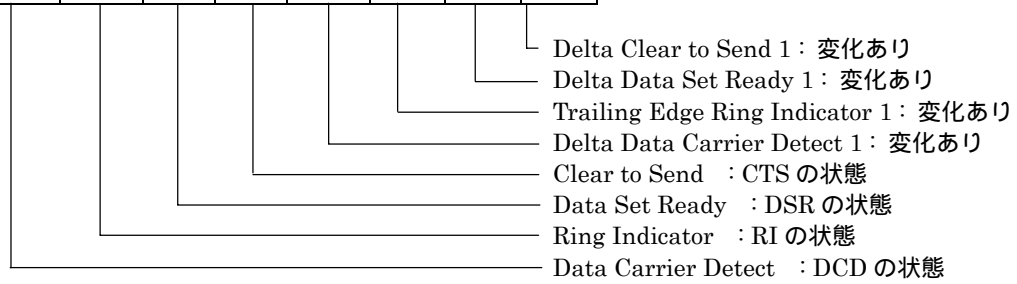 Delta Clear to Send 1：変化あり
Delta Data Set Ready 1：変化あり
Trailing Edge Ring Indicator 1：変化あり
Delta Data Carrier Detect 1：変化あり
Clear to Send ：CTS の状態
Data Set Ready ：DSR の状態
Ring Indicator ：RI の状態
Data Carrier Detect ：DCD の状態